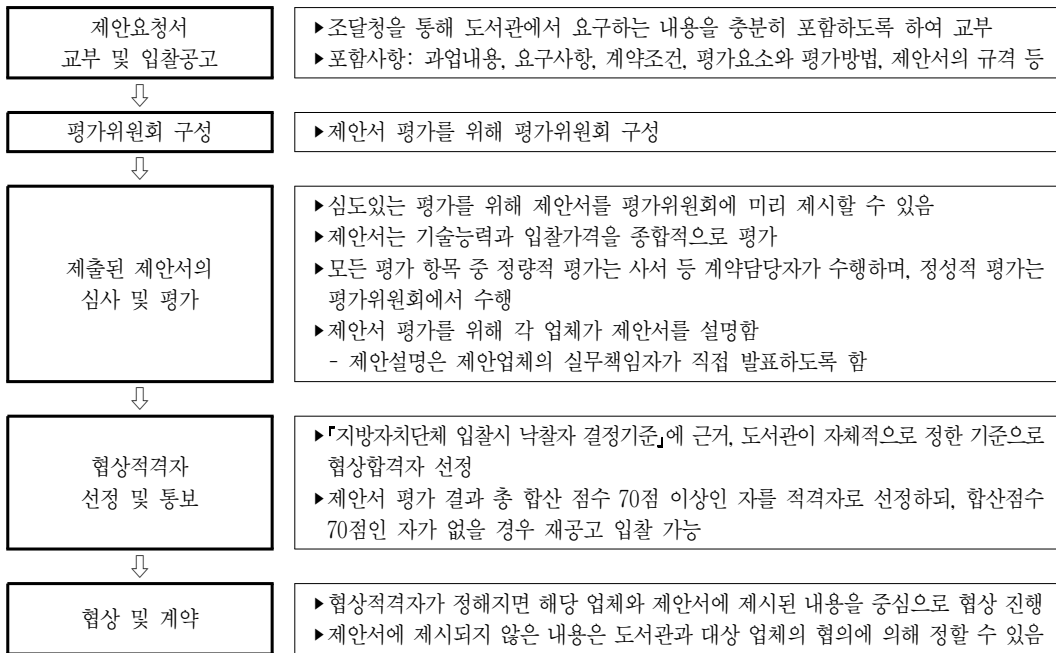 제안요청서
교부 및 입찰공고
▶조달청을 통해 도서관에서 요구하는 내용을 충분히 포함하도록 하여 교부
▶포함사항: 과업내용, 요구사항, 계약조건, 평가요소와 평가방법, 제안서의 규격 등
⇩
평가위원회 구성
▶제안서 평가를 위해 평가위원회 구성
⇩
제출된 제안서의
심사 및 평가
▶심도있는 평가를 위해 제안서를 평가위원회에 미리 제시할 수 있음
▶제안서는 기술능력과 입찰가격을 종합적으로 평가
▶모든 평가 항목 중 정량적 평가는 사서 등 계약담당자가 수행하며, 정성적 평가는
평가위원회에서 수행
▶제안서 평가를 위해 각 업체가 제안서를 설명함
- 제안설명은 제안업체의 실무책임자가 직접 발표하도록 함
⇩
협상적격자
선정 및 통보
▶『지방자치단체 입찰시 낙찰자 결정기준』에 근거, 도서관이 자체적으로 정한 기준으로
협상합격자 선정
▶제안서 평가 결과 총 합산 점수 70점 이상인 자를 적격자로 선정하되, 합산점수
70점인 자가 없을 경우 재공고 입찰 가능
⇩
협상 및 계약
▶협상적격자가 정해지면 해당 업체와 제안서에 제시된 내용을 중심으로 협상 진행
▶제안서에 제시되지 않은 내용은 도서관과 대상 업체의 협의에 의해 정할 수 있음